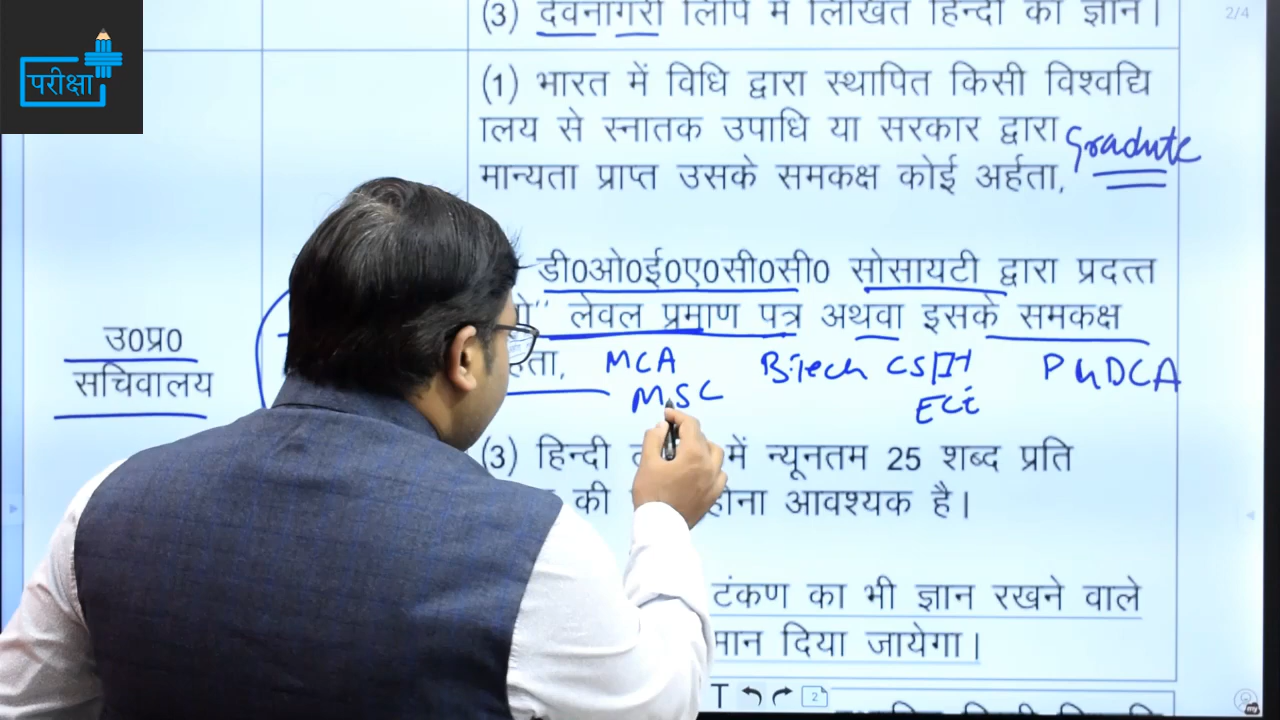 परीक्षा
2/4
(3) देवनागरी लिपि में लिखित हिन्दी का ज्ञान।
(1) भारत में विधि द्वारा स्थापित किसी विश्वद्यि
ालय से स्नातक उपाधि या सरकार द्वारा
Gradute
मान्यता प्राप्त उसके समकक्ष कोई अर्हता,
डी0ओ0ई0ए0सी0सी0 सोसायटी द्वारा प्रदत्त
लेवल प्रमाण पत्र अथवा इसके समकक्ष
उ0प्र0
सचिवालय
MCA B.Tech CS/IT PGDCA
MSC ECE
(3) हिन्दी में न्यूनतम 25 शब्द प्रति
की होना आवश्यक है।
टंकण का भी ज्ञान रखने वाले
दिया जायेगा।
T 2